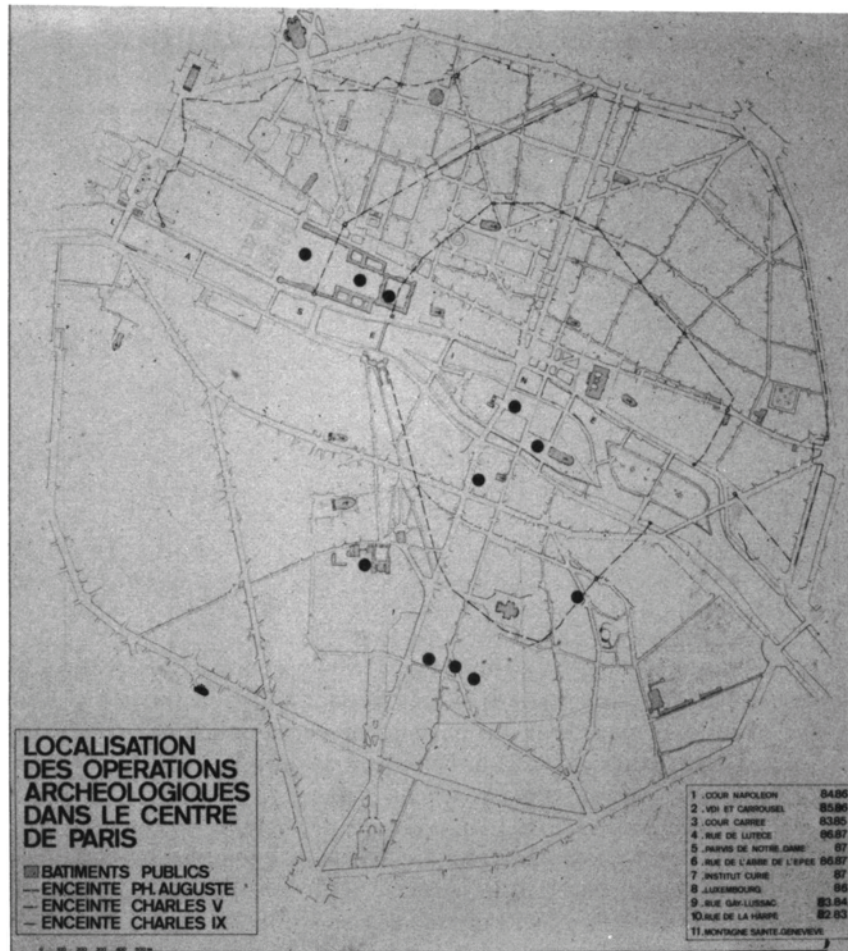 LOCALISATION
DES OPERATIONS
ARCHEOLOGIQUES
DANS LE CENTRE
DE PARIS
BATIMENTS PUBLICS
ENCEINTE PH. AUGUSTE
ENCEINTE CHARLES V
ENCEINTE CHARLES IX
1 . COUR NAPOLEON 84.86
2 . VDI ET CARROUSEL 85.86
3 . COUR CARREE 83.85
4 . RUE DE LUTECE 86.87
5 . PARVIS DE NOTRE-DAME 87
6 . RUE DE L'ABBE DE L'EPEE 86.87
7 . INSTITUT CURIE 87
8 . LUXEMBOURG 86
9 . RUE GAY-LUSSAC 83.84
10. RUE DE LA HARPE 82.83
11. MONTAGNE SAINTE-GENEVIEVE
L A S E I N E